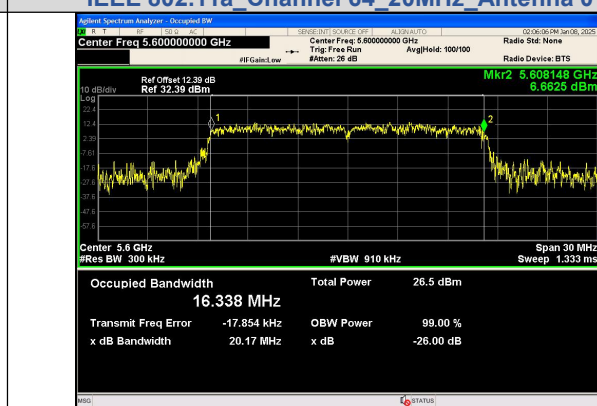 IEEE 802.11a_Channel 64_20MHz_Antenna 0
Agilent Spectrum Analyzer - Occupied BW
R T RF 50 Ω AC SENSE:INT SOURCE OFF ALIGNAUTO 02:06:06 PM Jan 08, 2025
Center Freq 5.600000000 GHz Center Freq: 5.600000000 GHz Radio Std: None
Trig: Free Run Avg|Hold: 100/100
#IFGain:Low #Atten: 26 dB Radio Device: BTS
Mkr2 5.608148 GHz
6.6625 dBm
Ref Offset 12.39 dB
10 dB/div Ref 32.39 dBm
Log
22.4
12.4
2.39
-7.61
-17.6
-27.6
-37.6
-47.6
-57.6
1
2
Center 5.6 GHz Span 30 MHz
#Res BW 300 kHz #VBW 910 kHz Sweep 1.333 ms
Occupied Bandwidth Total Power 26.5 dBm
16.338 MHz
Transmit Freq Error -17.854 kHz OBW Power 99.00 %
x dB Bandwidth 20.17 MHz x dB -26.00 dB
MSG STATUS